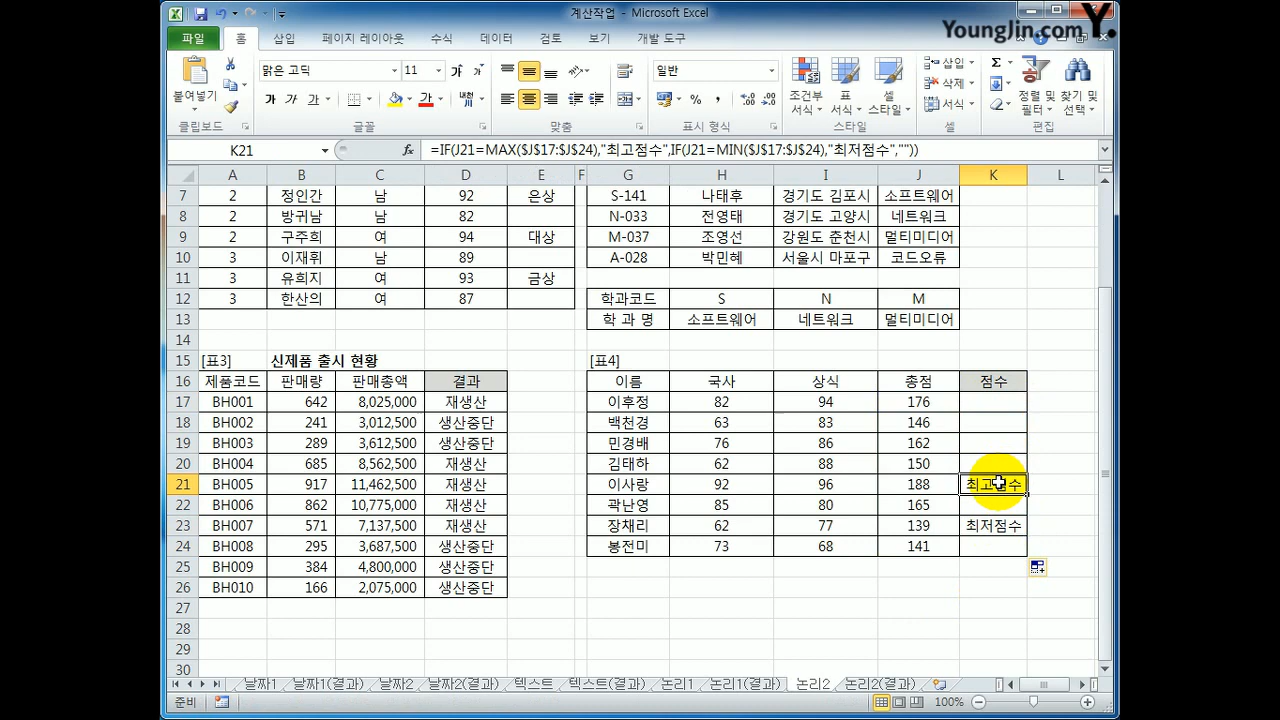 계산작업 - Microsoft Excel
YoungJin.com Y.
파일 홈 삽입 페이지 레이아웃 수식 데이터 검토 보기 개발 도구
맑은 고딕 11 일반
붙여넣기 가 가 가 조건부 서식 표 서식 셀 스타일 삽입 삭제 서식 정렬 및 필터 찾기 및 선택
클립보드 글꼴 맞춤 표시 형식 스타일 셀 편집
K21 fx =IF(J21=MAX($J$17:$J$24),"최고점수",IF(J21=MIN($J$17:$J$24),"최저점수",""))
A B C D E F G H I J K L
7 2 정인간 남 92 은상 S-141 나태후 경기도 김포시 소프트웨어
8 2 방귀남 남 82 N-033 전영태 경기도 고양시 네트워크
9 2 구주희 여 94 대상 M-037 조영선 강원도 춘천시 멀티미디어
10 3 이재휘 남 89 A-028 박민혜 서울시 마포구 코드오류
11 3 유희지 여 93 금상
12 3 한산의 여 87 학과코드 S N M
13 학 과 명 소프트웨어 네트워크 멀티미디어
14
15 [표3] 신제품 출시 현황 [표4]
16 제품코드 판매량 판매총액 결과 이름 국사 상식 총점 점수
17 BH001 642 8,025,000 재생산 이후정 82 94 176
18 BH002 241 3,012,500 생산중단 백천경 63 83 146
19 BH003 289 3,612,500 생산중단 민경배 76 86 162
20 BH004 685 8,562,500 재생산 김태하 62 88 150
21 BH005 917 11,462,500 재생산 이사랑 92 96 188 최고점수
22 BH006 862 10,775,000 재생산 곽난영 85 80 165
23 BH007 571 7,137,500 재생산 장채리 62 77 139 최저점수
24 BH008 295 3,687,500 생산중단 봉전미 73 68 141
25 BH009 384 4,800,000 생산중단
26 BH010 166 2,075,000 생산중단
27
28
29
30
날짜1 날짜1(결과) 날짜2 날짜2(결과) 텍스트 텍스트(결과) 논리1 논리1(결과) 논리2 논리2(결과)
준비 100%